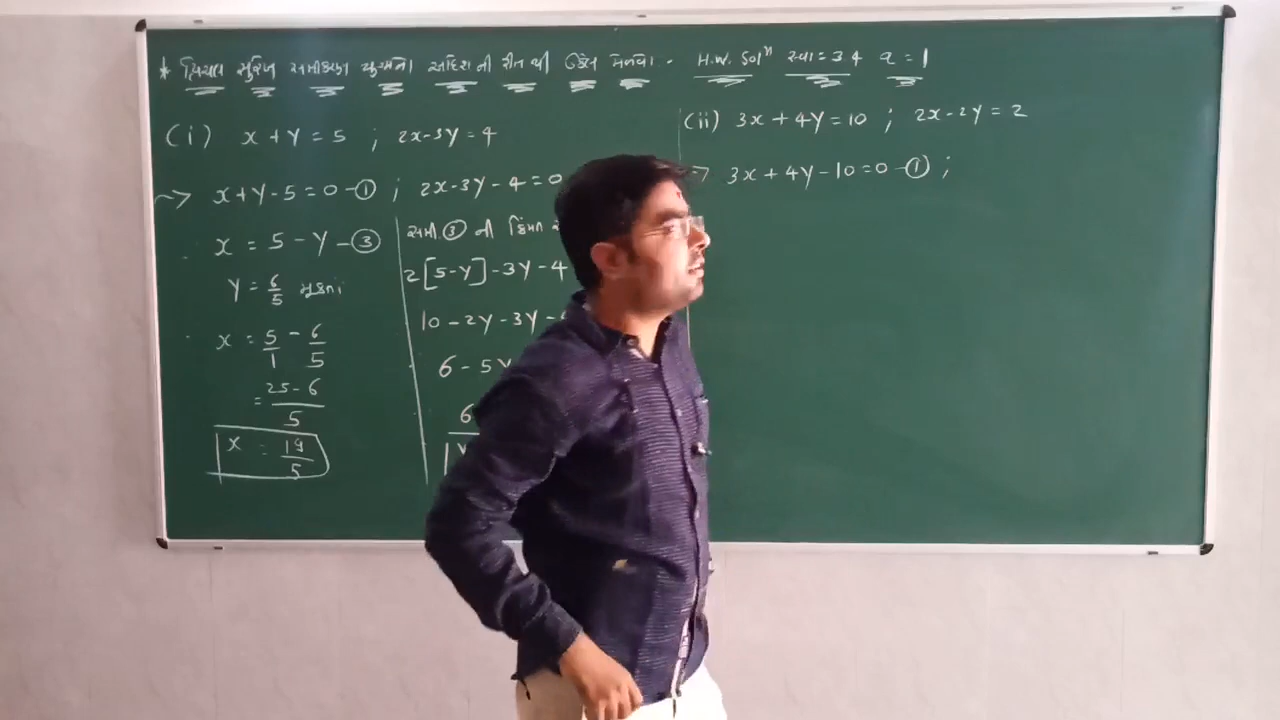 * દ્વિચલ સુરેખ સમીકરણ યુગ્મનો આદેશની રીતથી ઉકેલ મેળવો. H.W. Solⁿ સ્વા = 3.4 Q = 1
(i) x + y = 5 ; 2x - 3y = 4
~> x + y - 5 = 0 - ① ; 2x - 3y - 4 = 0
x = 5 - y - ③
y = 6/5 મૂકતાં
x = 5/1 - 6/5
= 25 - 6 / 5
x = 19/5
સમી. ③ ની કિંમત
2[5 - y] - 3y - 4
10 - 2y - 3y -
6 - 5y
6
(ii) 3x + 4y = 10 ; 2x - 2y = 2
-> 3x + 4y - 10 = 0 - ① ;